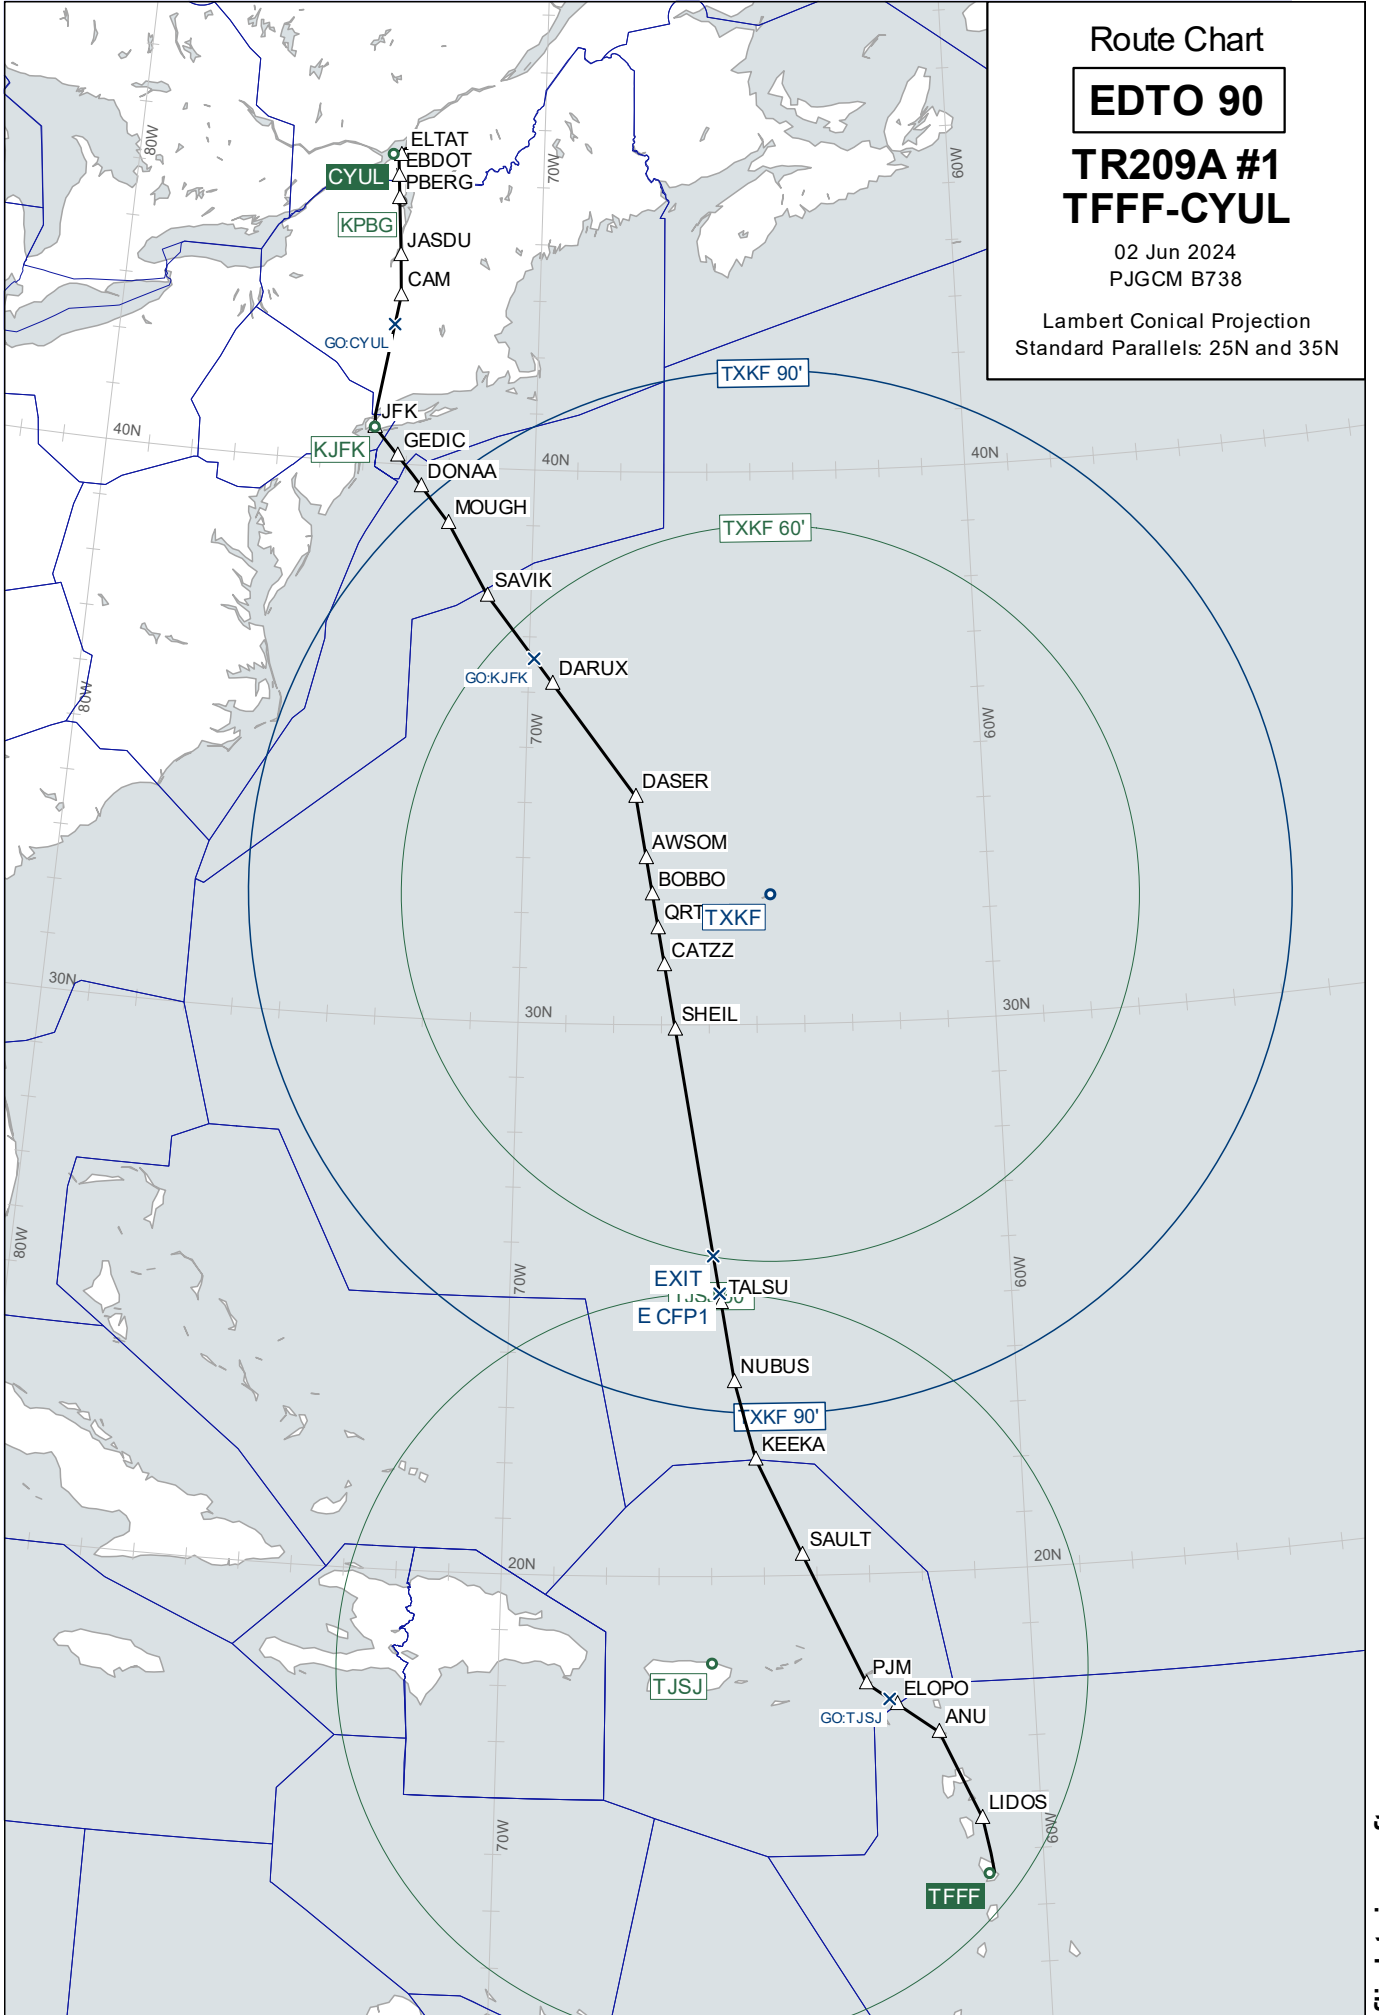 Route Chart
EDTO 90
TR209A #1
TFFF-CYUL
02 Jun 2024
PJGCM B738
Lambert Conical Projection
Standard Parallels: 25N and 35N
80W
70W
60W
ELTAT
EBDOT
CYUL
PBERG
KPBG
JASDU
CAM
GO:CYUL
TXKF 90'
JFK
40N
KJFK
GEDIC
40N
40N
DONAA
MOUGH
TXKF 60'
SAVIK
DARUX
GO:KJFK
80W
70W
60W
DASER
AWSOM
BOBBO
QRT
TXKF
CATZZ
30N
30N
30N
SHEIL
80W
70W
60W
EXIT
TALSU
E CFP1
NUBUS
TXKF 90'
KEEKA
SAULT
20N
20N
PJM
TJSJ
ELOPO
GO:TJSJ
ANU
LIDOS
70W
60W
TFFF